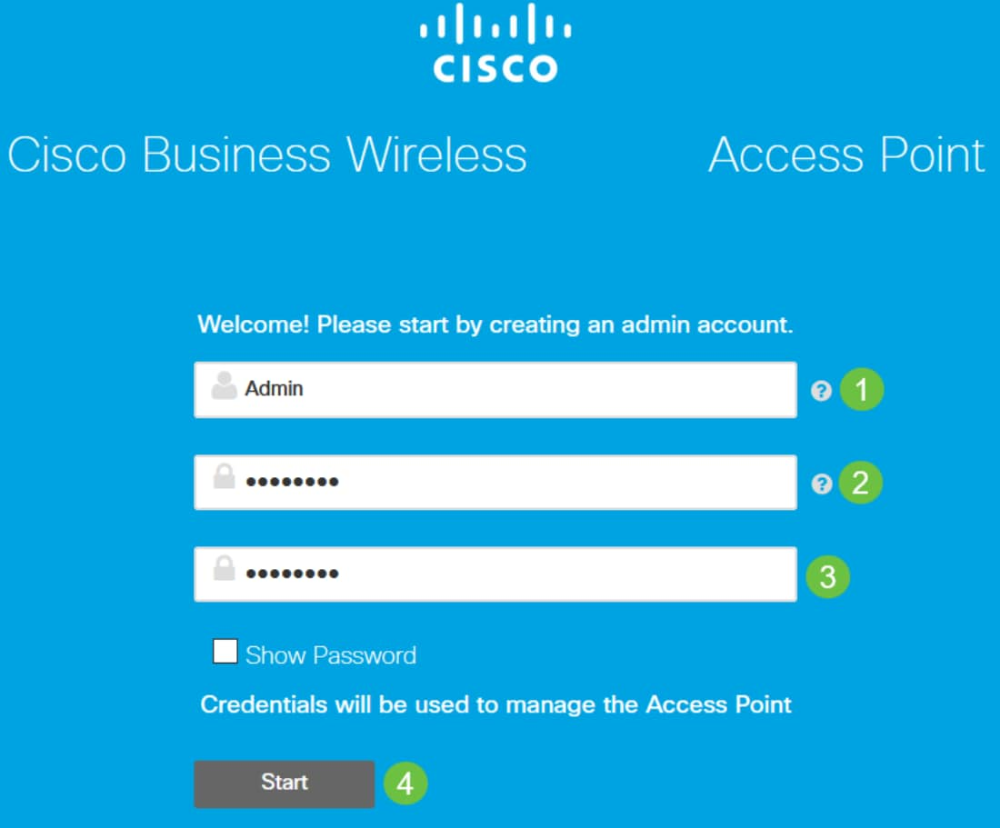 CISCO
Cisco Business Wireless Access Point
Welcome! Please start by creating an admin account.
Admin ? 1
•••••••• ? 2
•••••••• 3
Show Password
Credentials will be used to manage the Access Point
Start 4